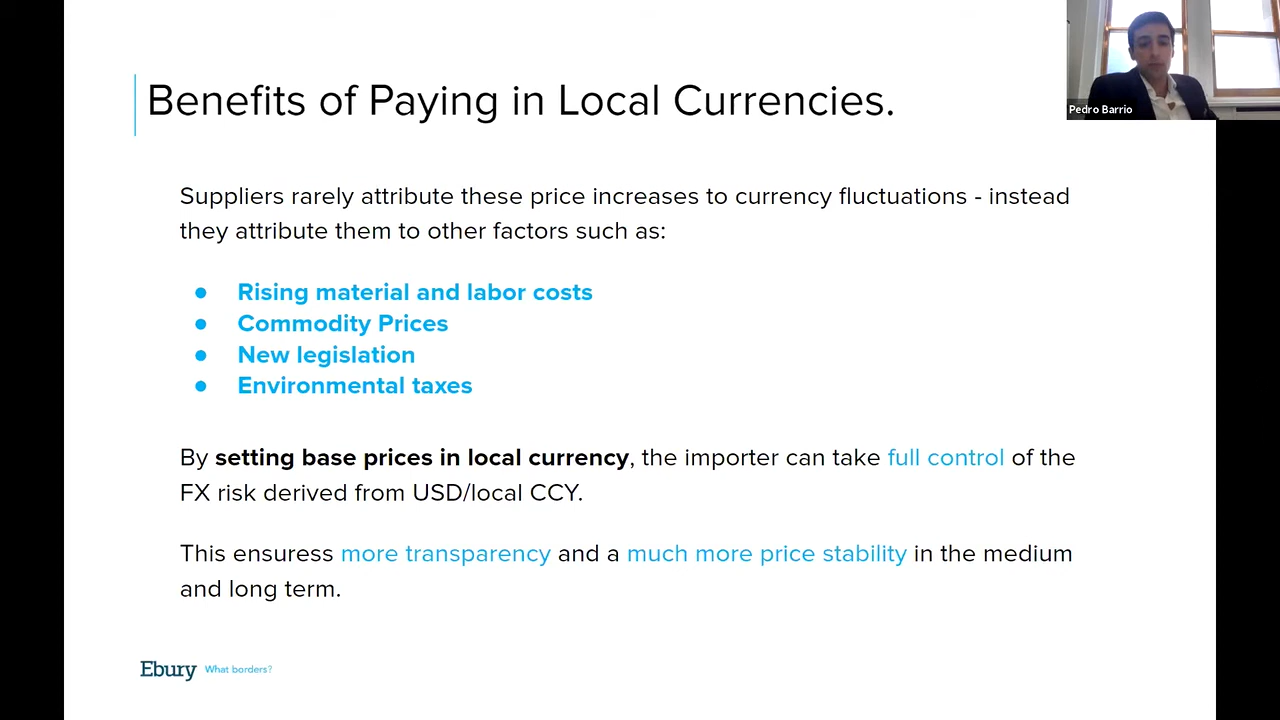 Benefits of Paying in Local Currencies.
Pedro Barrio
Suppliers rarely attribute these price increases to currency fluctuations - instead
they attribute them to other factors such as:
● Rising material and labor costs
● Commodity Prices
● New legislation
● Environmental taxes
By setting base prices in local currency, the importer can take full control of the
FX risk derived from USD/local CCY.
This ensuress more transparency and a much more price stability in the medium
and long term.
Ebury What borders?